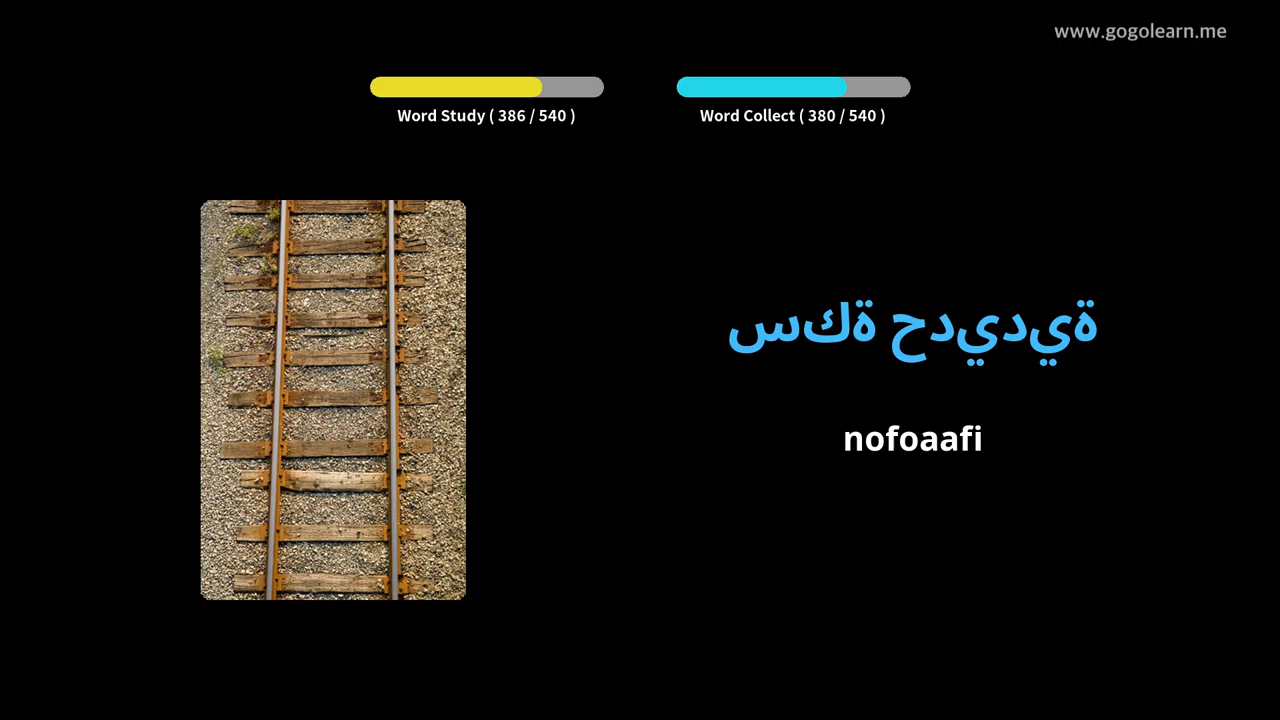 www.gogolearn.me
Word Study ( 386 / 540 )
Word Collect ( 380 / 540 )
سكة حديدية
nofoaafi